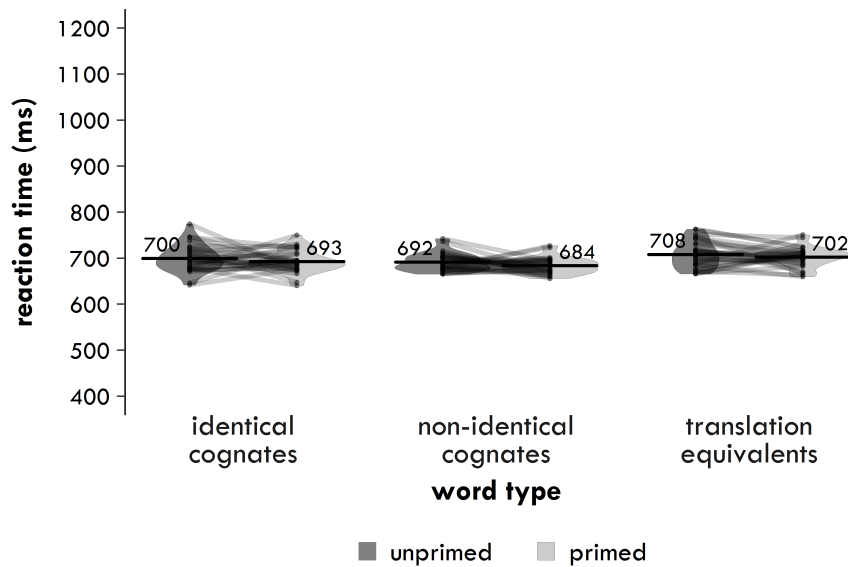 1200
1100
1000
900
800
700
600
500
400
reaction time (ms)
700
693
692
684
708
702
identical
cognates
non-identical
cognates
translation
equivalents
word type
unprimed
primed